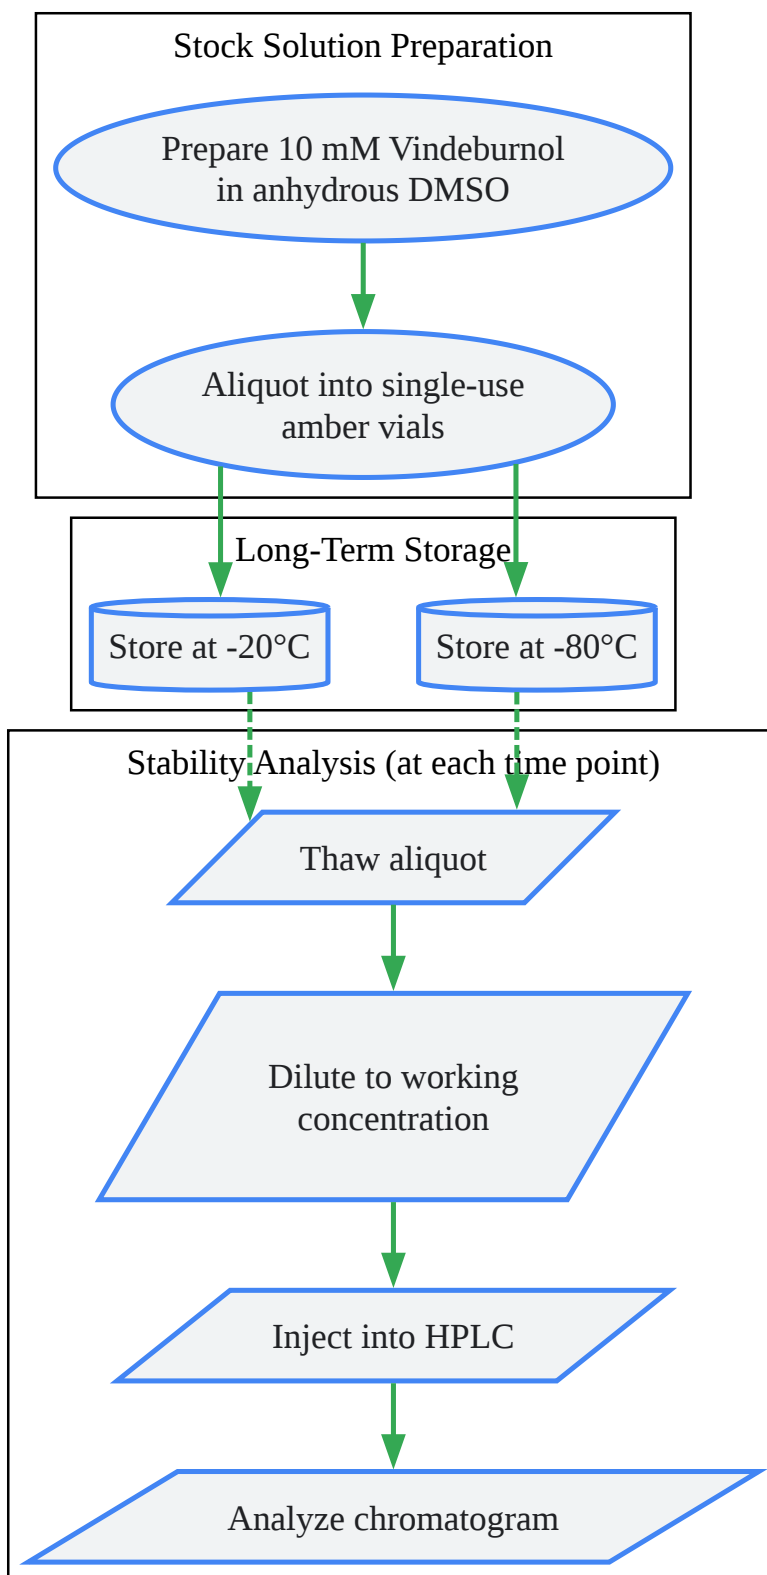 Stock Solution Preparation
Prepare 10 mM Vindeburnol
in anhydrous DMSO
Aliquot into single-use
amber vials
Long-Term Storage
Store at -20°C
Store at -80°C
Stability Analysis (at each time point)
Thaw aliquot
Dilute to working
concentration
Inject into HPLC
Analyze chromatogram